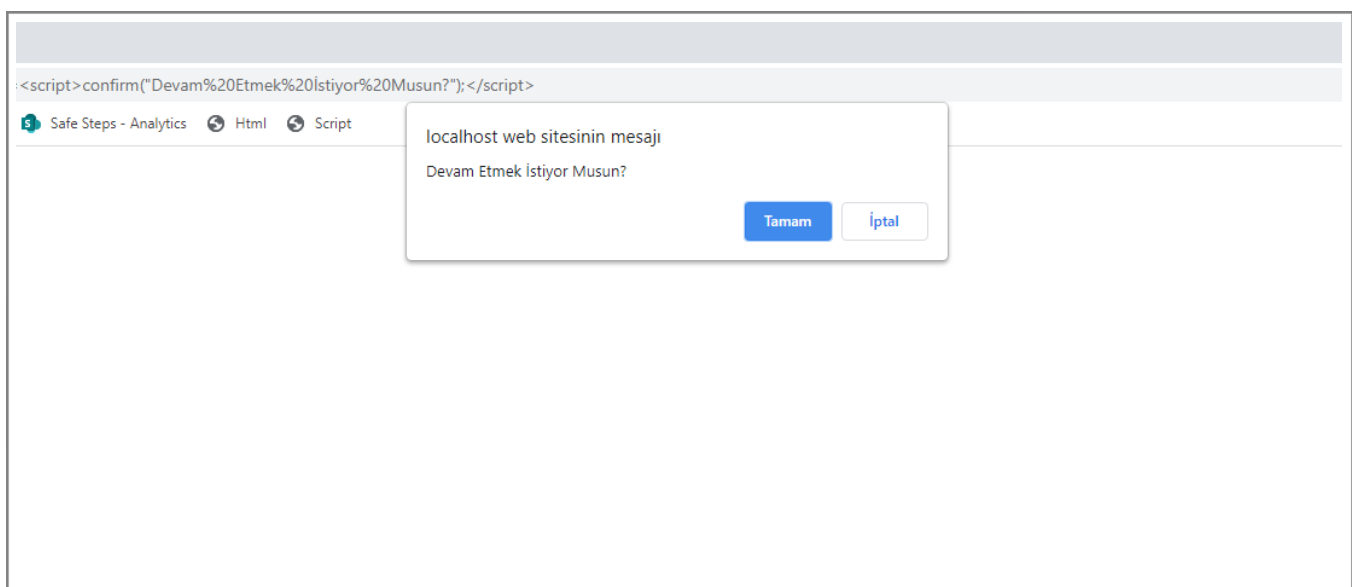 =<script>confirm("Devam%20Etmek%20İstiyor%20Musun?");</script>
Safe Steps - Analytics Html Script
localhost web sitesinin mesajı
Devam Etmek İstiyor Musun?
Tamam İptal